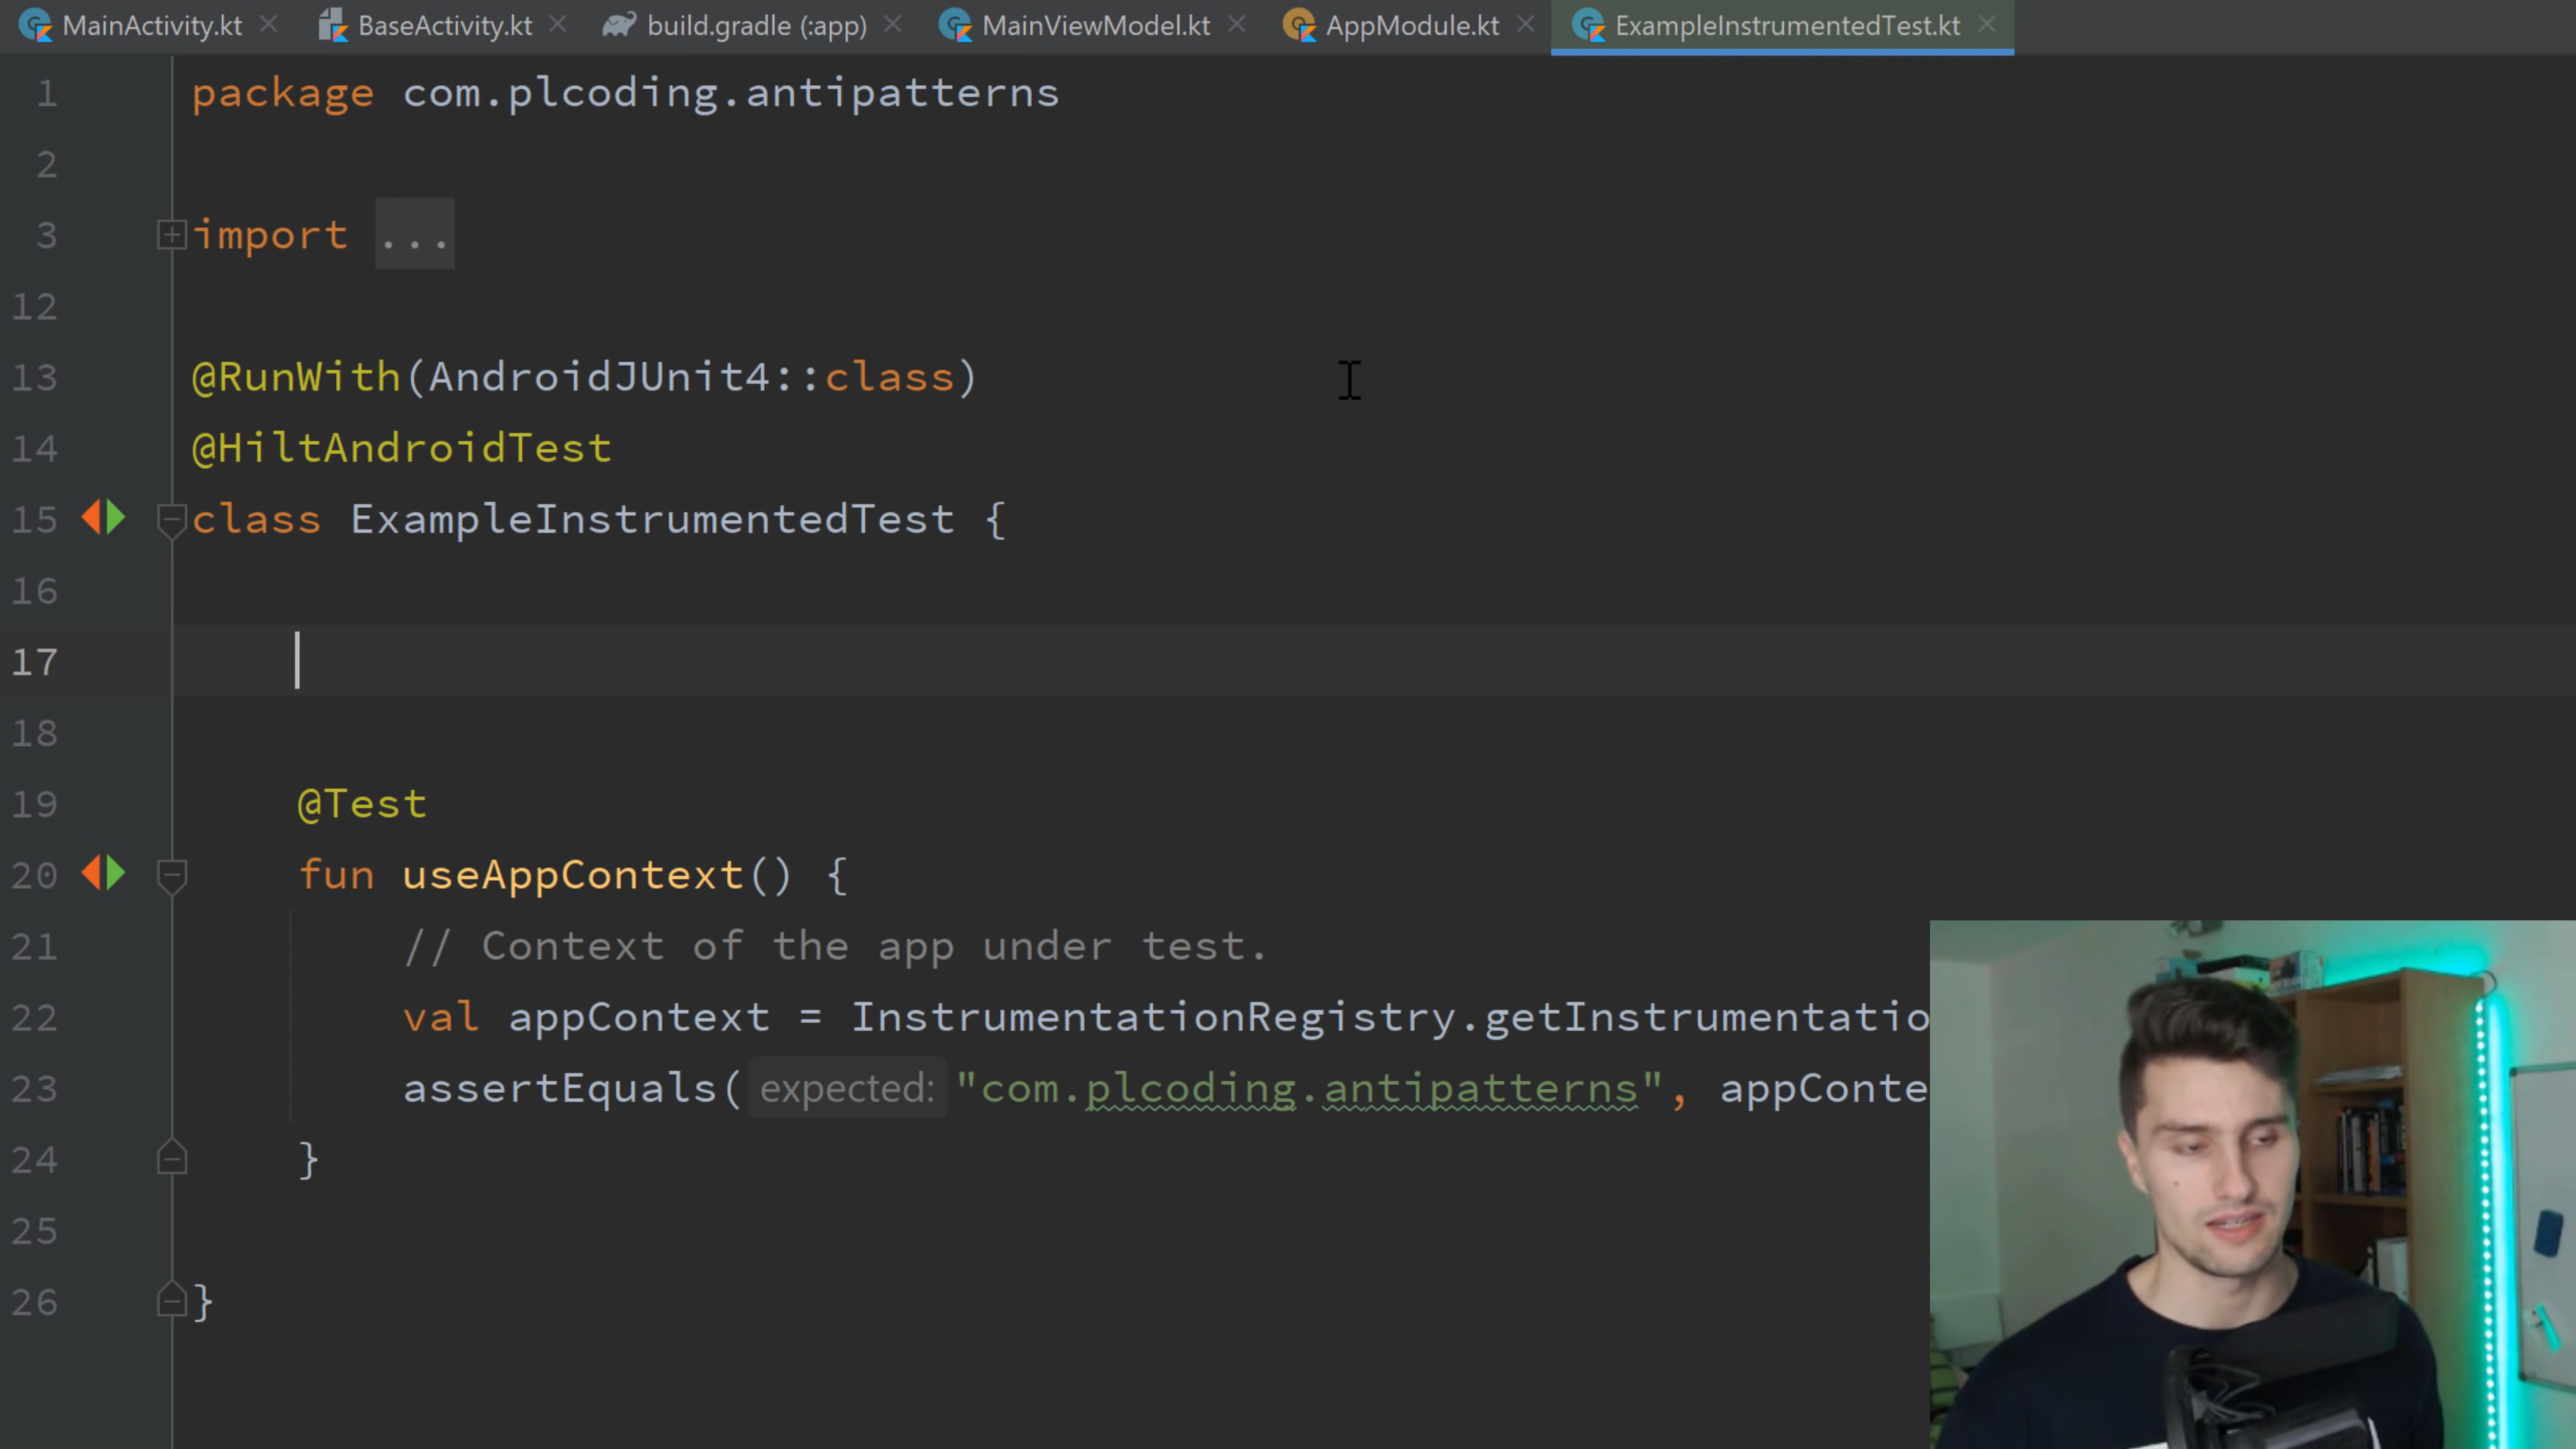 MainActivity.kt BaseActivity.kt build.gradle (:app) MainViewModel.kt AppModule.kt ExampleInstrumentedTest.kt
1 package com.plcoding.antipatterns
2
3 import ...
12
13 @RunWith(AndroidJUnit4::class)
14 @HiltAndroidTest
15 class ExampleInstrumentedTest {
16
17
18
19 @Test
20 fun useAppContext() {
21 // Context of the app under test.
22 val appContext = InstrumentationRegistry.getInstrumentatio
23 assertEquals( expected: "com.plcoding.antipatterns", appConte
24 }
25
26 }